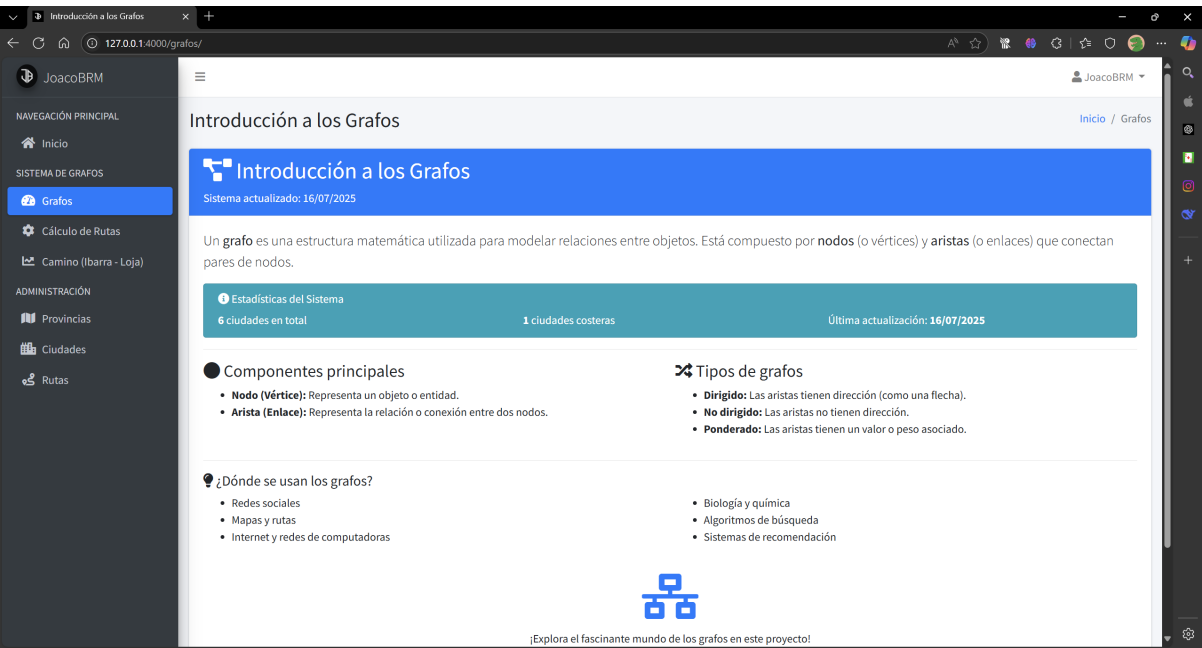 Introducción a los Grafos
127.0.0.1:4000/grafos/
JoacoBRM
JoacoBRM
NAVEGACIÓN PRINCIPAL
Inicio
SISTEMA DE GRAFOS
Grafos
Cálculo de Rutas
Camino (Ibarra - Loja)
ADMINISTRACIÓN
Provincias
Ciudades
Rutas
Introducción a los Grafos
Inicio / Grafos
Introducción a los Grafos
Sistema actualizado: 16/07/2025
Un grafo es una estructura matemática utilizada para modelar relaciones entre objetos. Está compuesto por nodos (o vértices) y aristas (o enlaces) que conectan
pares de nodos.
Estadísticas del Sistema
6 ciudades en total
1 ciudades costeras
Última actualización: 16/07/2025
Componentes principales
• Nodo (Vértice): Representa un objeto o entidad.
• Arista (Enlace): Representa la relación o conexión entre dos nodos.
Tipos de grafos
• Dirigido: Las aristas tienen dirección (como una flecha).
• No dirigido: Las aristas no tienen dirección.
• Ponderado: Las aristas tienen un valor o peso asociado.
¿Dónde se usan los grafos?
• Redes sociales
• Mapas y rutas
• Internet y redes de computadoras
• Biología y química
• Algoritmos de búsqueda
• Sistemas de recomendación
¡Explora el fascinante mundo de los grafos en este proyecto!